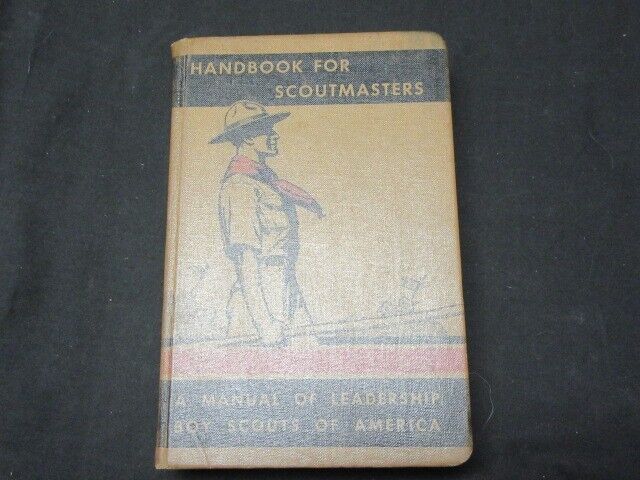 HANDBOOK FOR
SCOUTMASTERS
A MANUAL OF LEADERSHIP
BOY SCOUTS OF AMERICA